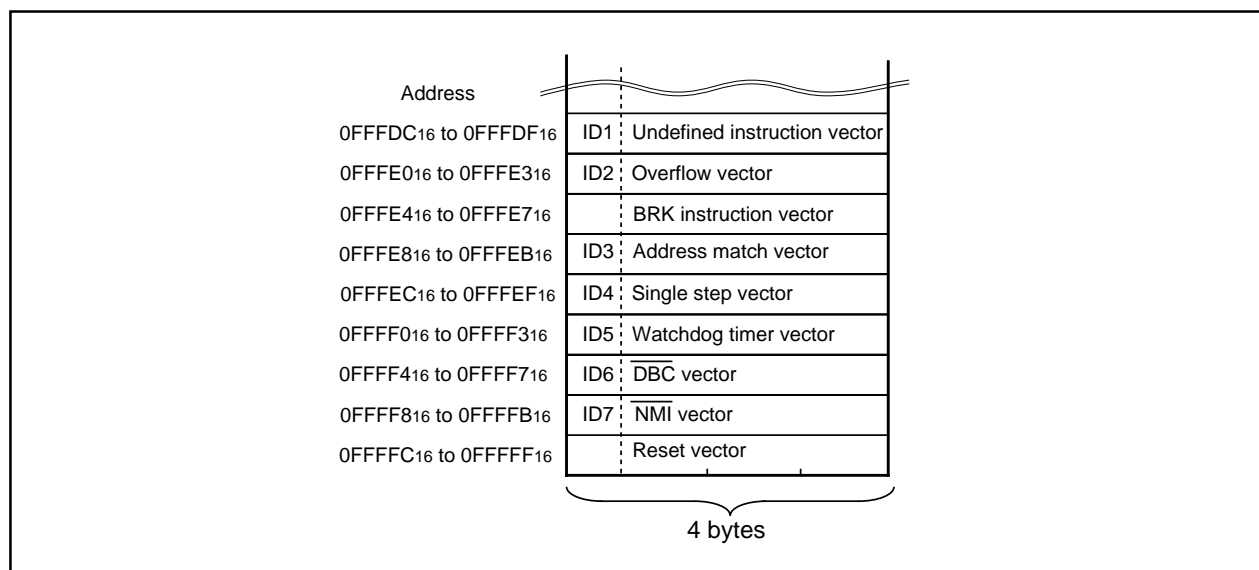 Address
0FFFDC16 to 0FFFDF16 ID1 Undefined instruction vector
0FFFE016 to 0FFFE316 ID2 Overflow vector
0FFFE416 to 0FFFE716 BRK instruction vector
0FFFE816 to 0FFFEB16 ID3 Address match vector
0FFFEC16 to 0FFFEF16 ID4 Single step vector
0FFFF016 to 0FFFF316 ID5 Watchdog timer vector
0FFFF416 to 0FFFF716 ID6 D̅B̅C̅ vector
0FFFF816 to 0FFFFB16 ID7 N̅M̅I̅ vector
0FFFFC16 to 0FFFFF16 Reset vector
4 bytes